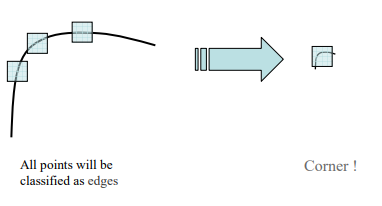 All points will be
classified as edges
Corner !